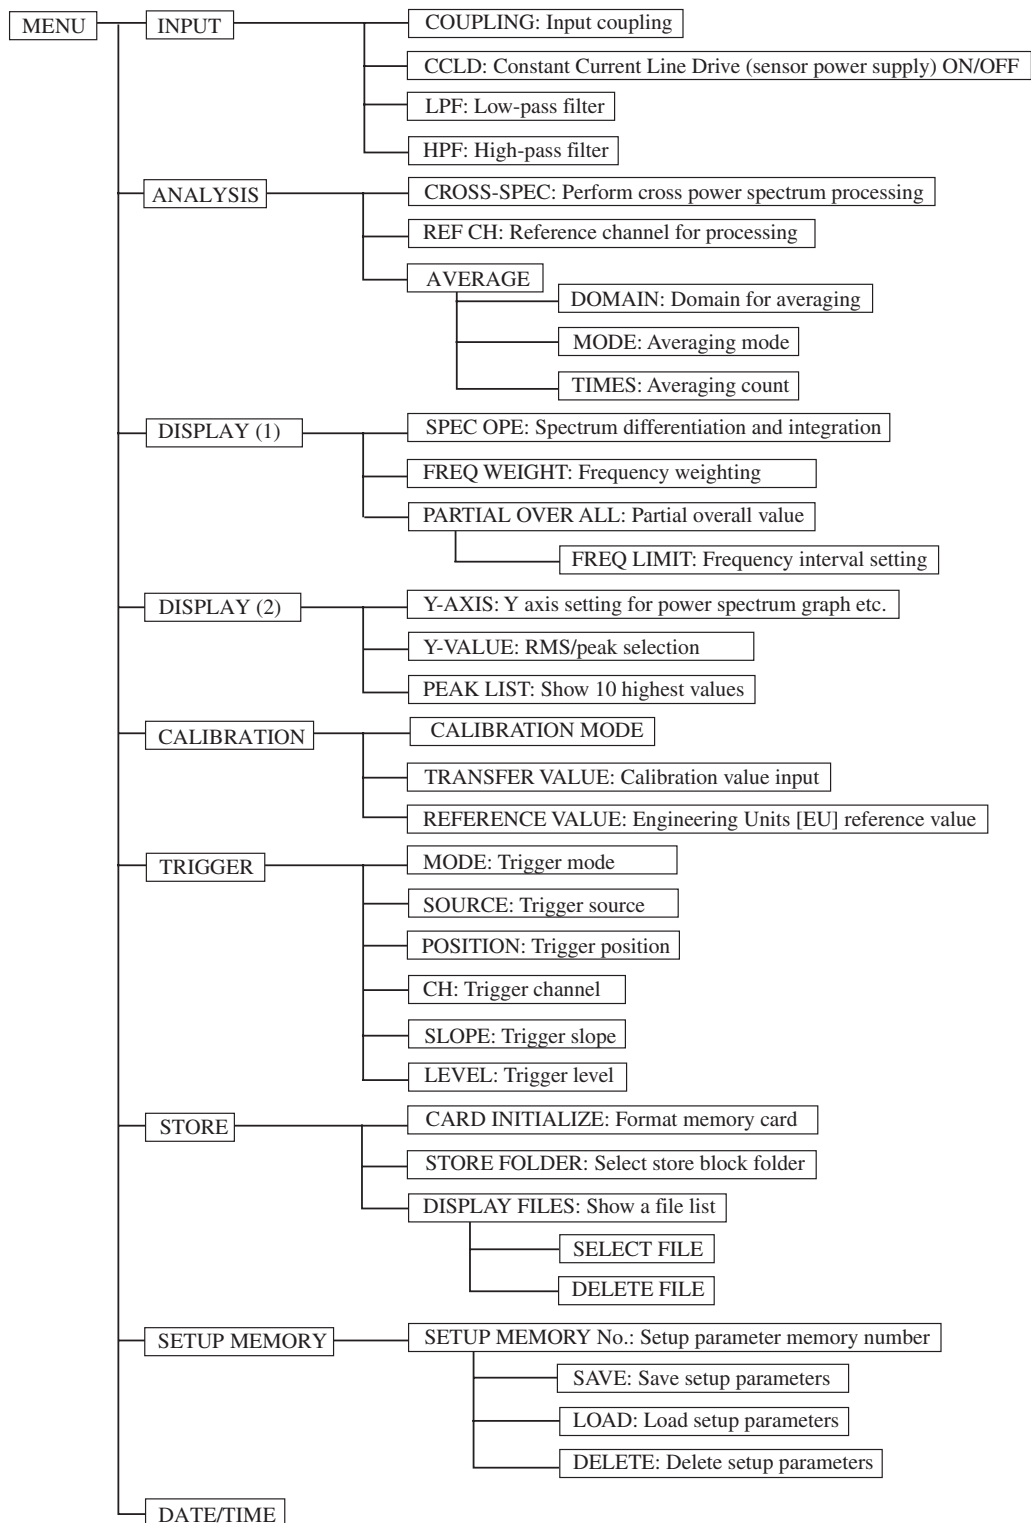 MENU
INPUT
COUPLING: Input coupling
CCLD: Constant Current Line Drive (sensor power supply) ON/OFF
LPF: Low-pass filter
HPF: High-pass filter
ANALYSIS
CROSS-SPEC: Perform cross power spectrum processing
REF CH: Reference channel for processing
AVERAGE
DOMAIN: Domain for averaging
MODE: Averaging mode
TIMES: Averaging count
DISPLAY (1)
SPEC OPE: Spectrum differentiation and integration
FREQ WEIGHT: Frequency weighting
PARTIAL OVER ALL: Partial overall value
FREQ LIMIT: Frequency interval setting
DISPLAY (2)
Y-AXIS: Y axis setting for power spectrum graph etc.
Y-VALUE: RMS/peak selection
PEAK LIST: Show 10 highest values
CALIBRATION
CALIBRATION MODE
TRANSFER VALUE: Calibration value input
REFERENCE VALUE: Engineering Units [EU] reference value
TRIGGER
MODE: Trigger mode
SOURCE: Trigger source
POSITION: Trigger position
CH: Trigger channel
SLOPE: Trigger slope
LEVEL: Trigger level
STORE
CARD INITIALIZE: Format memory card
STORE FOLDER: Select store block folder
DISPLAY FILES: Show a file list
SELECT FILE
DELETE FILE
SETUP MEMORY
SETUP MEMORY No.: Setup parameter memory number
SAVE: Save setup parameters
LOAD: Load setup parameters
DELETE: Delete setup parameters
DATE/TIME